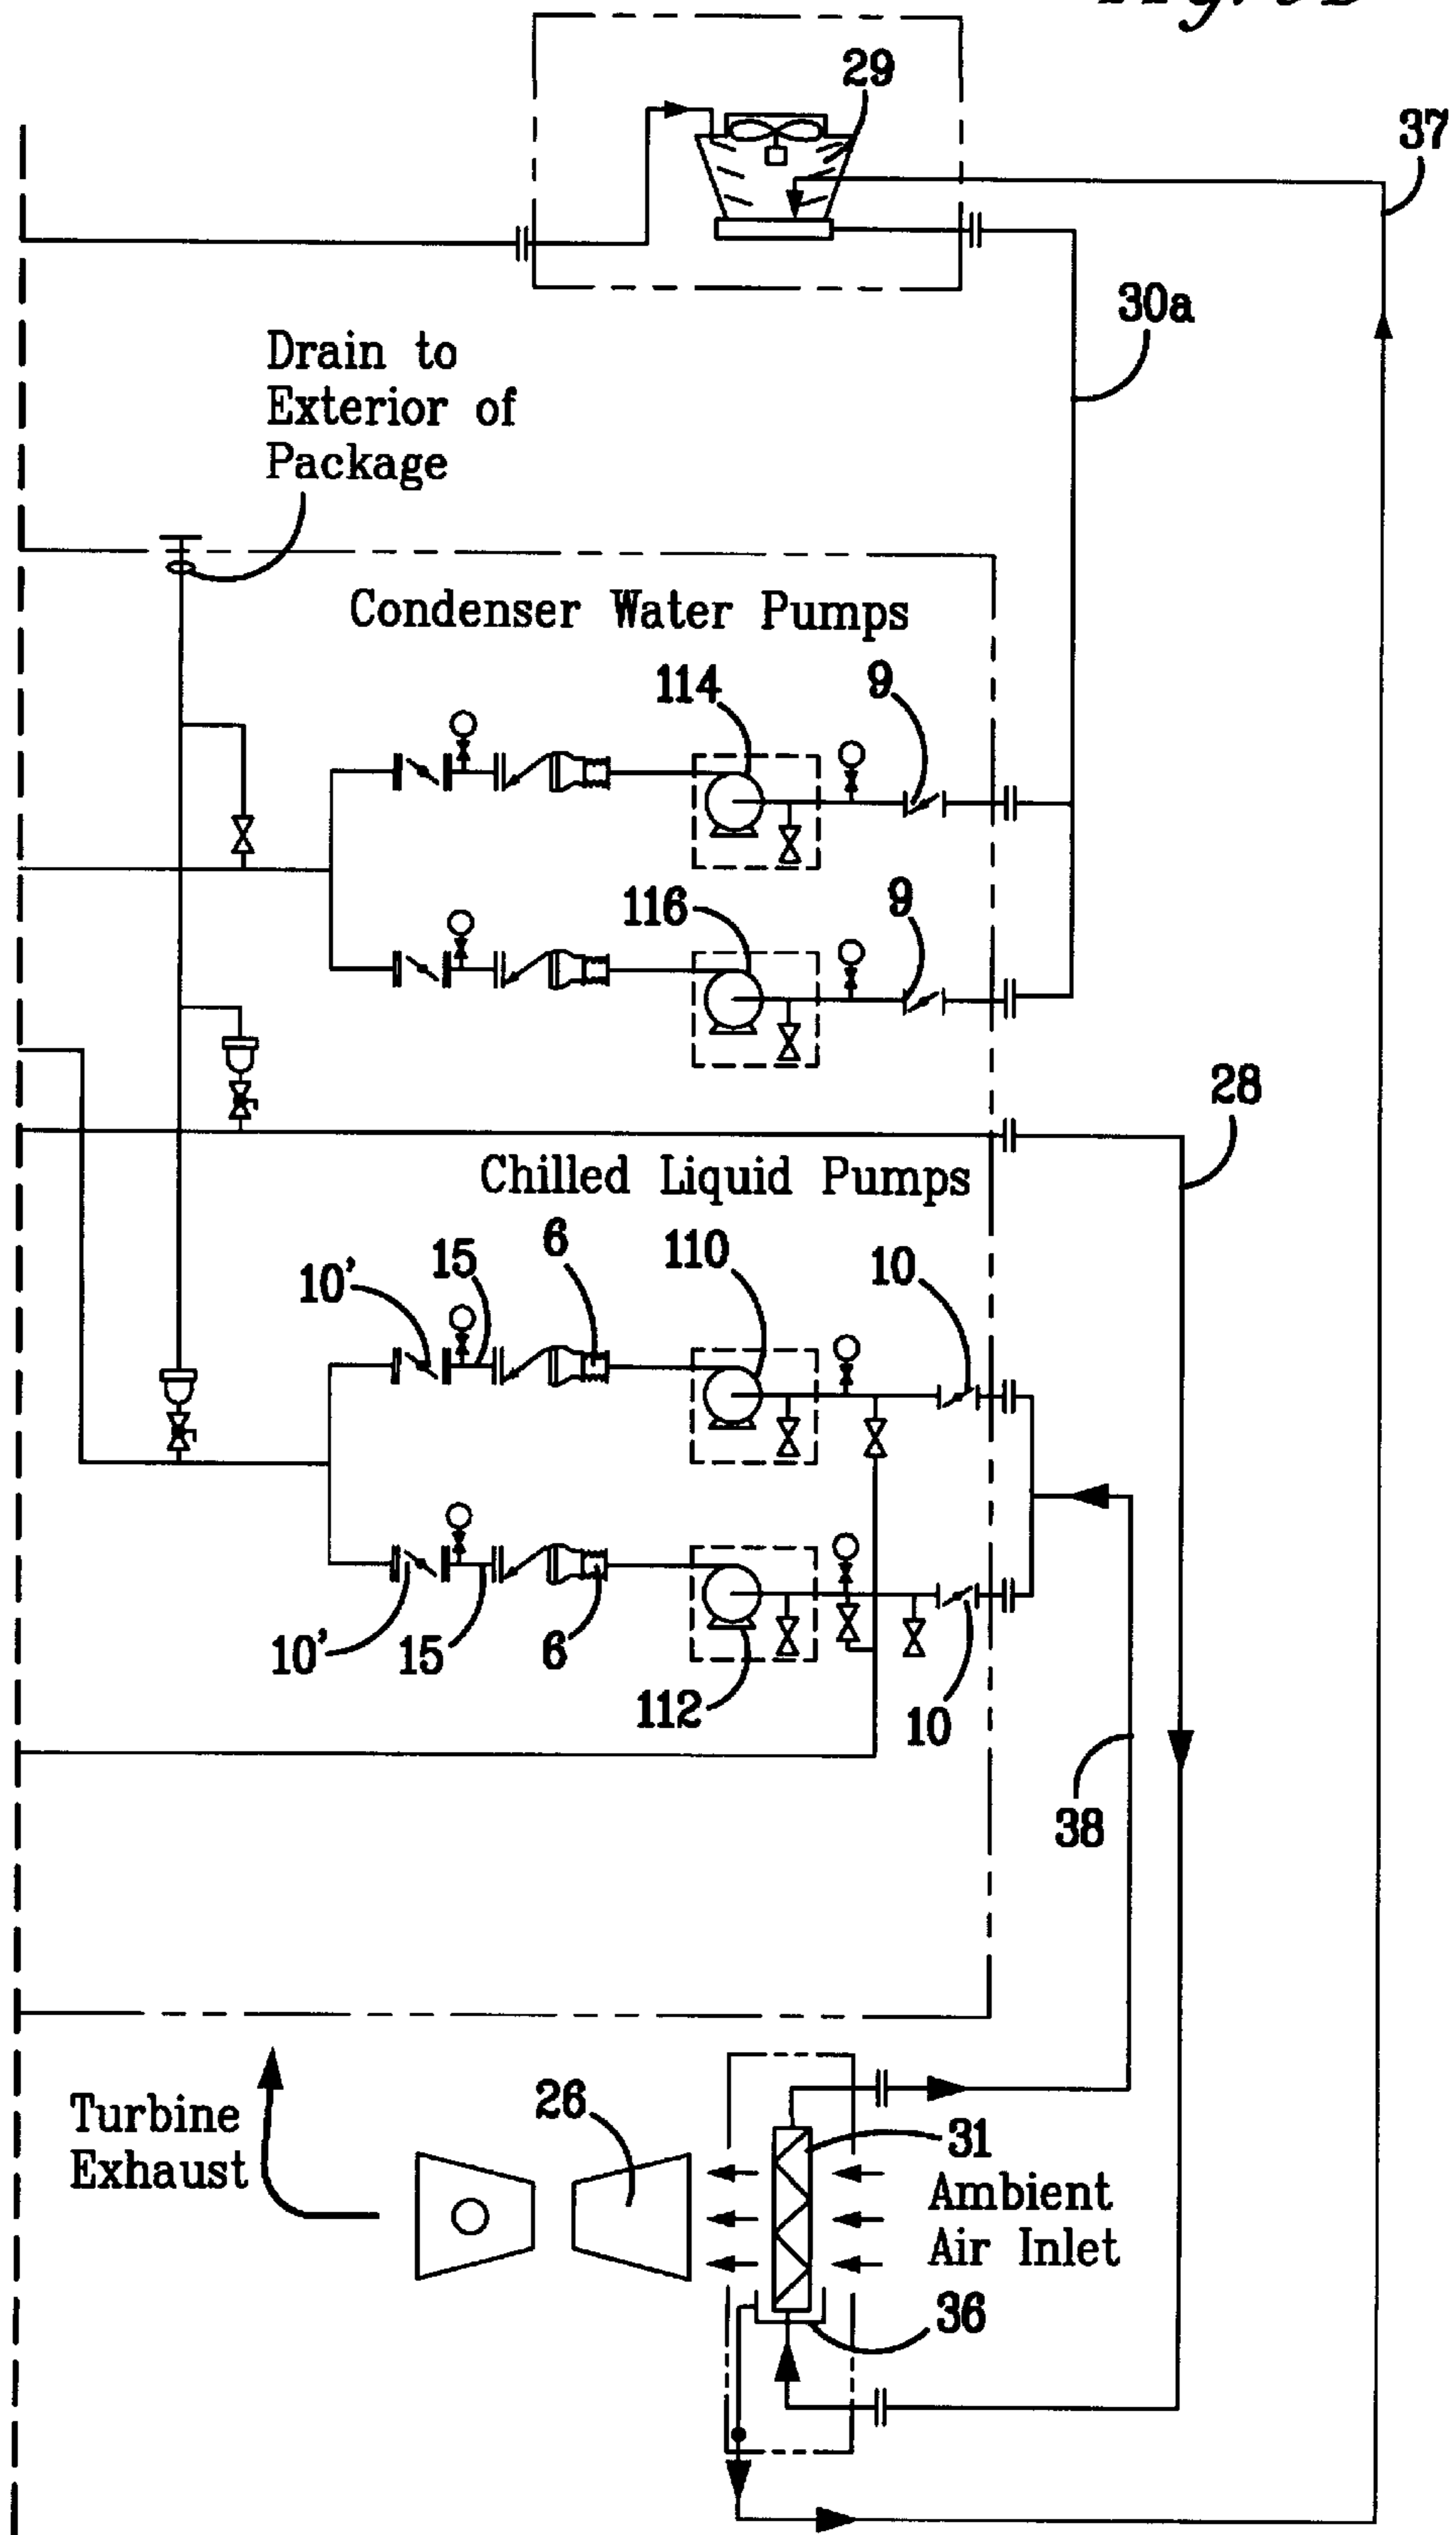 29
37
30a
Drain to
Exterior of
Package
Condenser Water Pumps
114
9
116
9
28
Chilled Liquid Pumps
10'
15
6
110
10
10'
15
6
112
10
38
Turbine
Exhaust
26
31
Ambient
Air Inlet
36